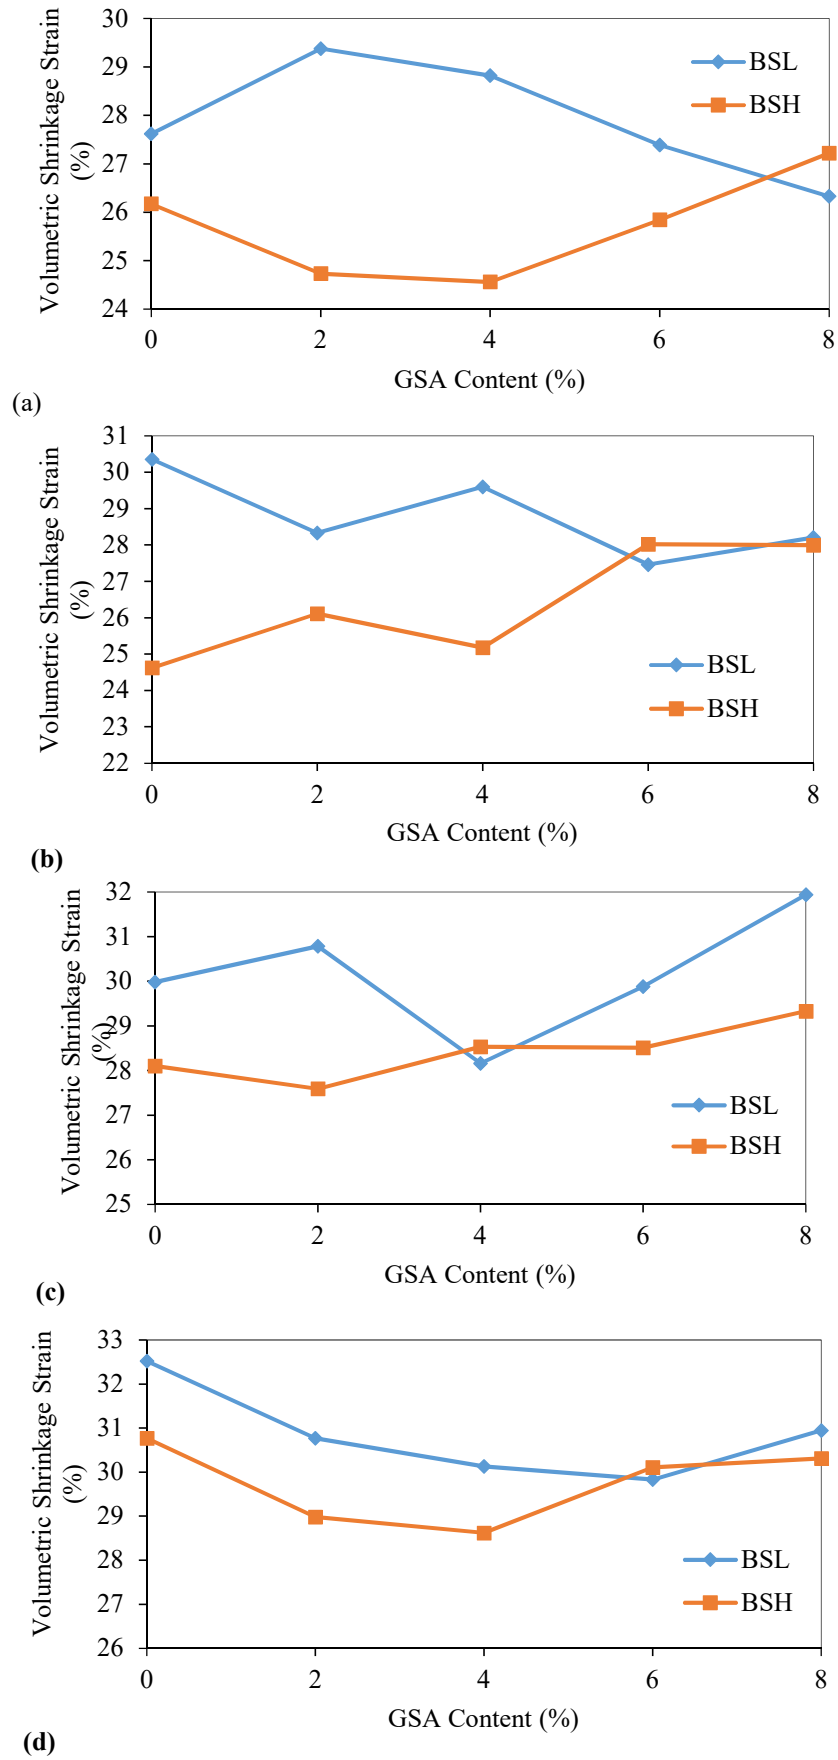 30
29
28
27
26
25
24
Volumetric Shrinkage Strain
(%)
BSL
BSH
0 2 4 6 8
GSA Content (%)
(a)
31
30
29
28
27
26
25
24
23
22
Volumetric Shrinkage Strain
(%)
BSL
BSH
0 2 4 6 8
GSA Content (%)
(b)
32
31
30
29
28
27
26
25
Volumetric Shrinkage Strain
(%)
BSL
BSH
0 2 4 6 8
GSA Content (%)
(c)
33
32
31
30
29
28
27
26
Volumetric Shrinkage Strain
(%)
BSL
BSH
0 2 4 6 8
GSA Content (%)
(d)